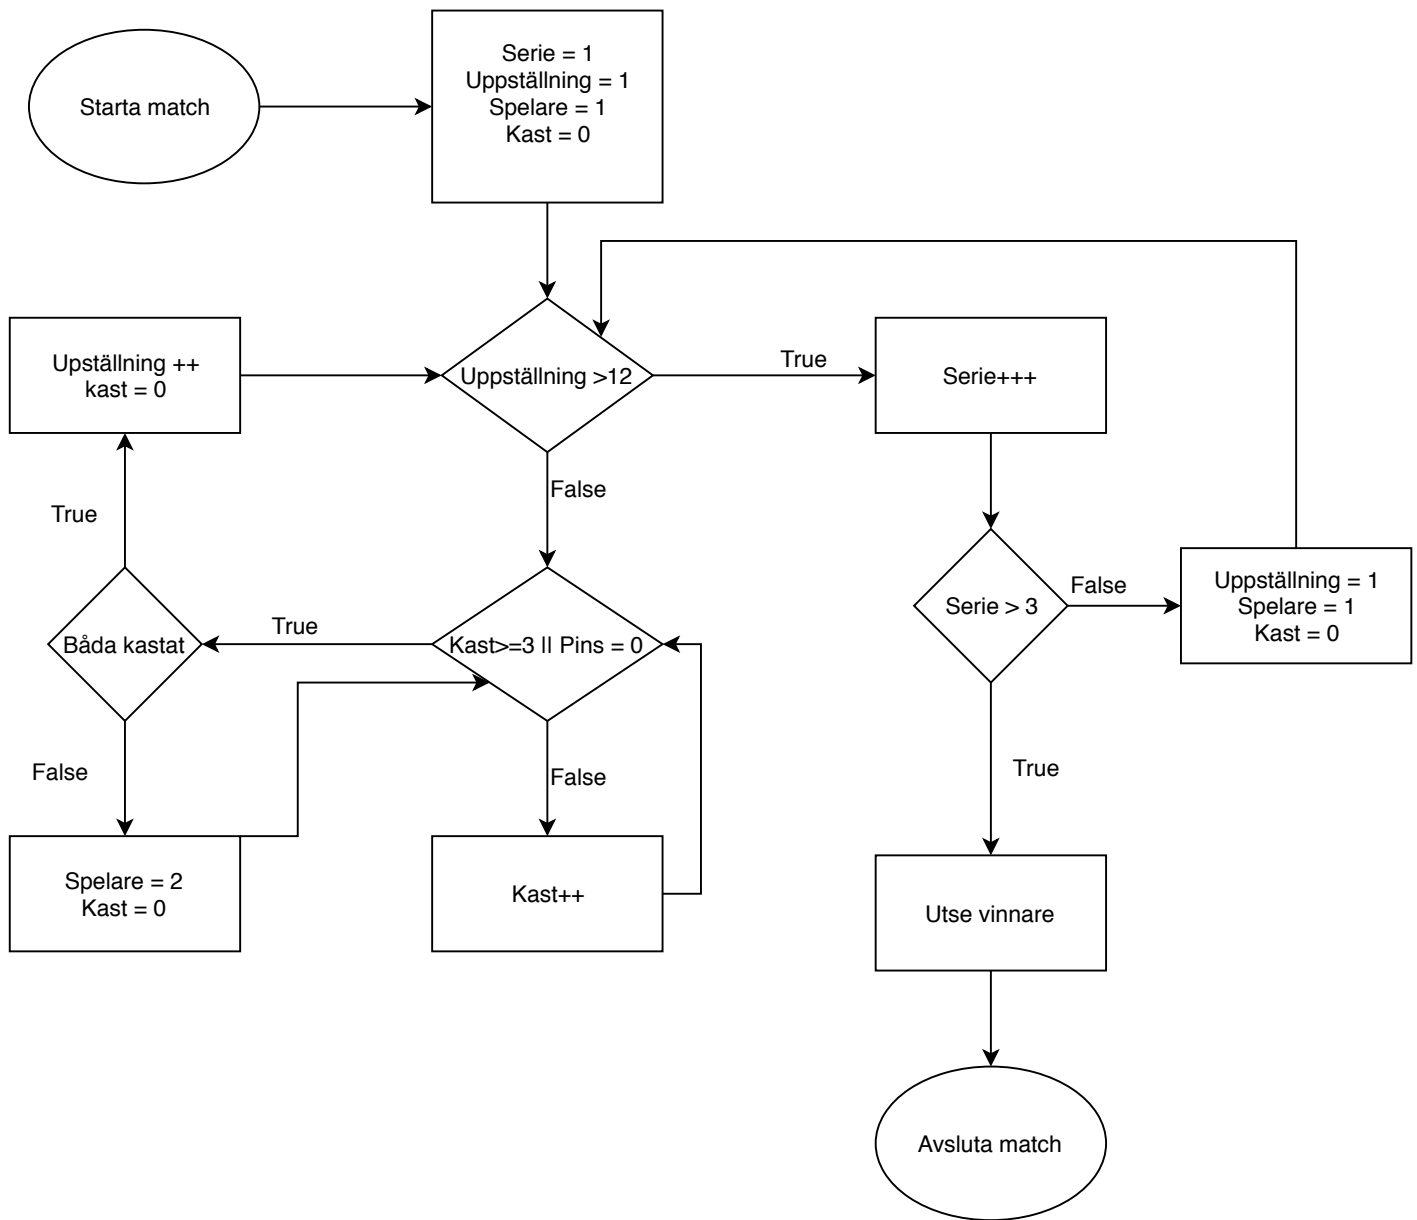 Starta match
Serie = 1
Uppställning = 1
Spelare = 1
Kast = 0
Upställning ++
kast = 0
Uppställning >12
True
Serie+++
False
True
Båda kastat
True
Kast>=3 || Pins = 0
Serie > 3
False
Uppställning = 1
Spelare = 1
Kast = 0
False
False
True
Spelare = 2
Kast = 0
Kast++
Utse vinnare
Avsluta match